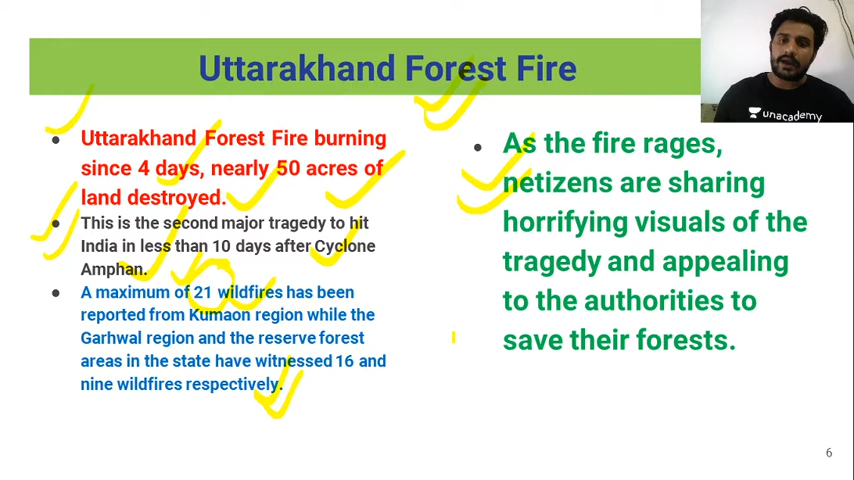 Uttarakhand Forest Fire
unacademy
● Uttarakhand Forest Fire burning
since 4 days, nearly 50 acres of
land destroyed.
● This is the second major tragedy to hit
India in less than 10 days after Cyclone
Amphan.
● A maximum of 21 wildfires has been
reported from Kumaon region while the
Garhwal region and the reserve forest
areas in the state have witnessed 16 and
nine wildfires respectively.
● As the fire rages,
netizens are sharing
horrifying visuals of the
tragedy and appealing
to the authorities to
save their forests.
6